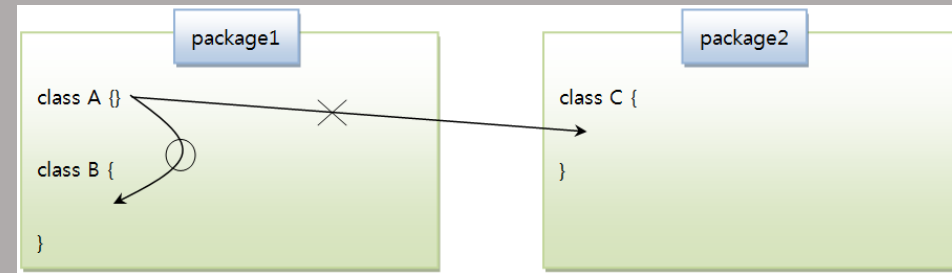 package1
class A {}
class B {
}
package2
class C {
}